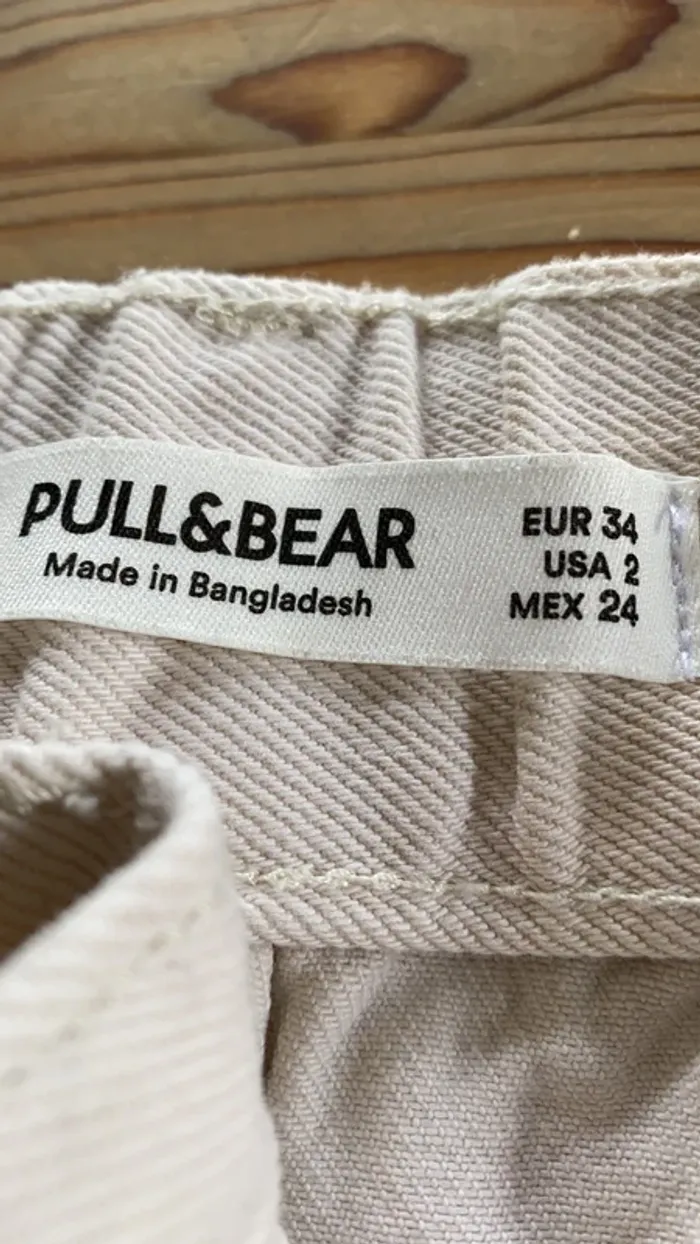 PULL&BEAR
Made in Bangladesh
EUR 34
USA 2
MEX 24